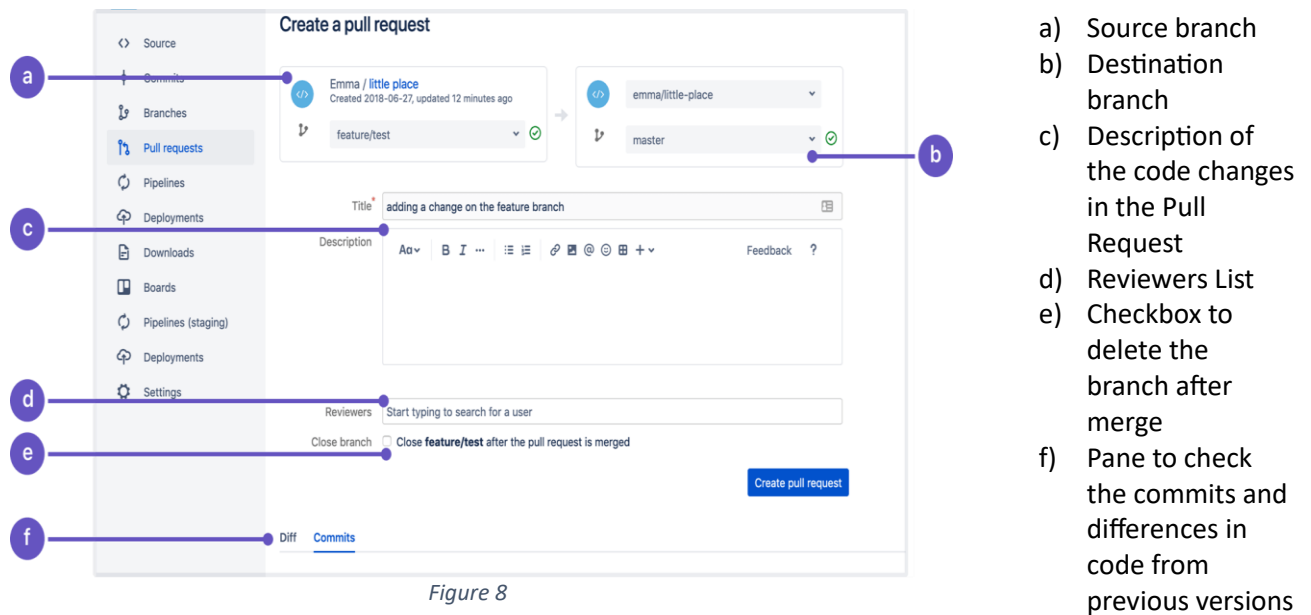 Create a pull request
Source
Commits
Branches
Pull requests
Pipelines
Deployments
Downloads
Boards
Pipelines (staging)
Deployments
Settings
a
Emma / little place
Created 2018-06-27, updated 12 minutes ago
feature/test
emma/little-place
master
b
Title* adding a change on the feature branch
c
Description
Aa B I ... Feedback ?
d
Reviewers Start typing to search for a user
e
Close branch Close feature/test after the pull request is merged
Create pull request
f
Diff Commits
Figure 8
a) Source branch
b) Destination
branch
c) Description of
the code changes
in the Pull
Request
d) Reviewers List
e) Checkbox to
delete the
branch after
merge
f) Pane to check
the commits and
differences in
code from
previous versions